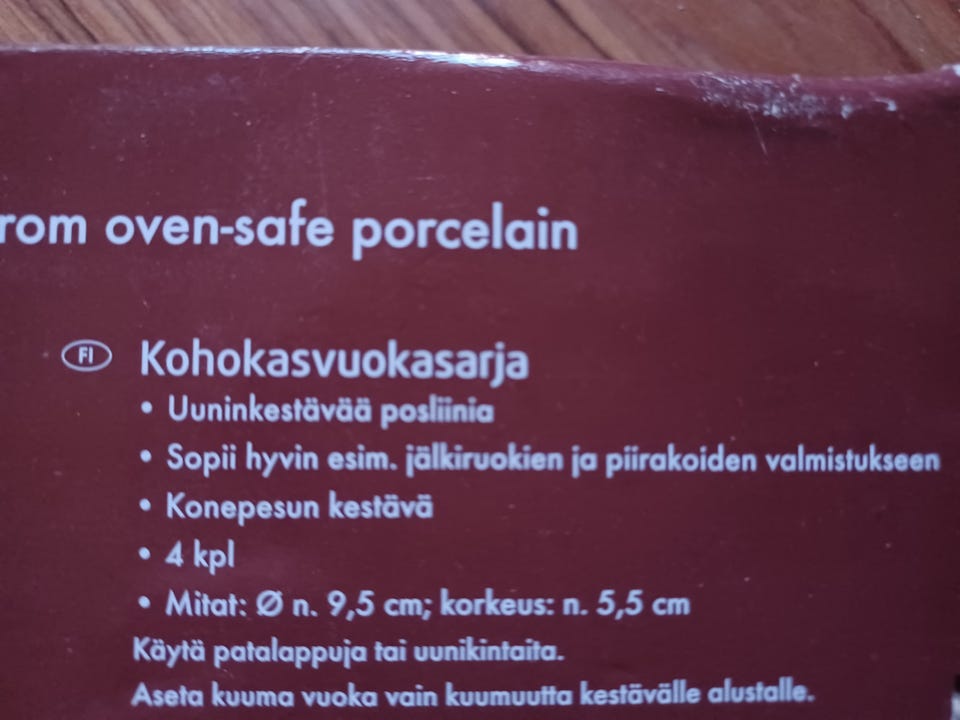 rom oven-safe porcelain
FI Kohokasvuokasarja
• Uuninkestävää posliinia
• Sopii hyvin esim. jälkiruokien ja piirakoiden valmistukseen
• Konepesun kestävä
• 4 kpl
• Mitat: Ø n. 9,5 cm; korkeus: n. 5,5 cm
Käytä patalappuja tai uunikintaita.
Aseta kuuma vuoka vain kuumuutta kestävälle alustalle.